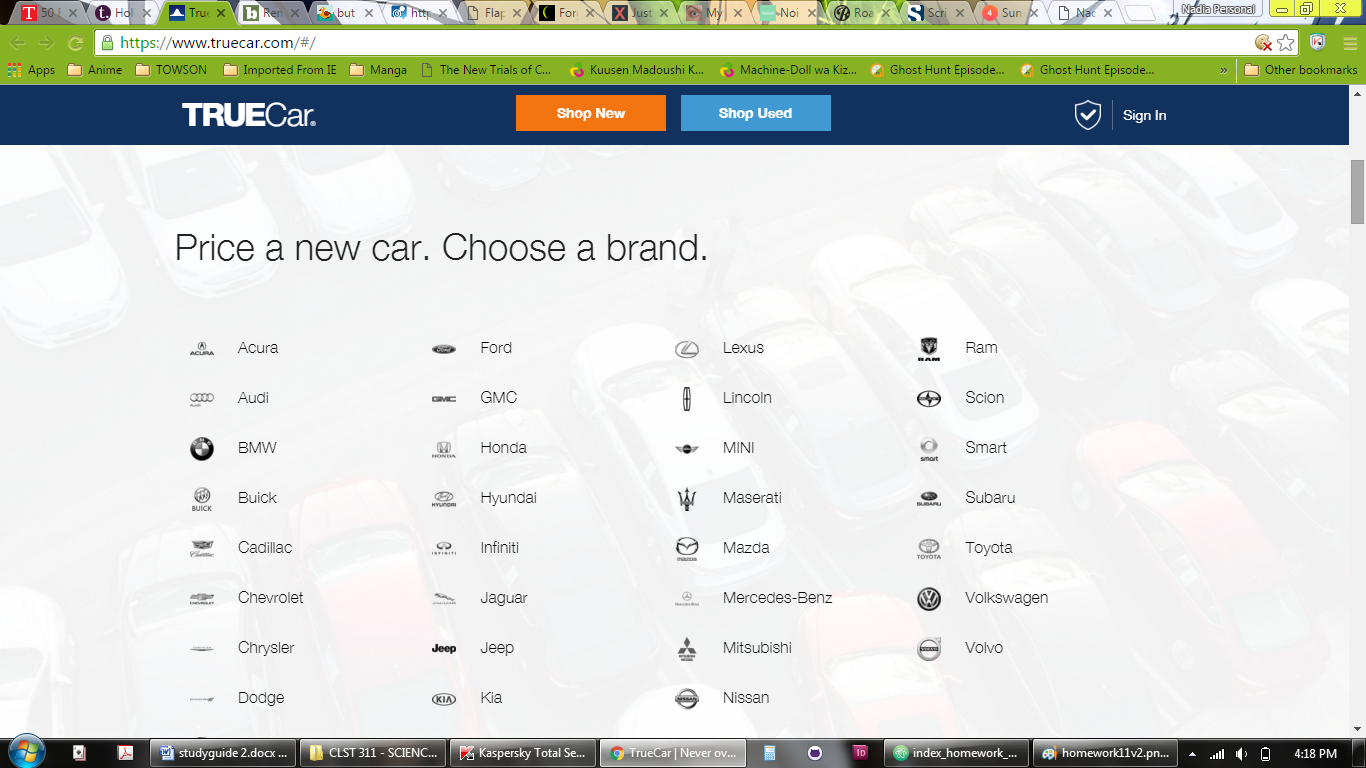 50 Hol True Ren but http Flap Ford Just My Noi Roa Scri Sun Nac Nadia Personal
https://www.truecar.com/#/
Apps Anime TOWSON Imported From IE Manga The New Trials of C... Kuusen Madoushi K... Machine-Doll wa Kiz... Ghost Hunt Episode... Ghost Hunt Episode... » Other bookmarks
TRUECar. Shop New Shop Used Sign In
Price a new car. Choose a brand.
Acura
Audi
BMW
Buick
Cadillac
Chevrolet
Chrysler
Dodge
Ford
GMC
Honda
Hyundai
Infiniti
Jaguar
Jeep
Kia
Lexus
Lincoln
MINI
Maserati
Mazda
Mercedes-Benz
Mitsubishi
Nissan
Ram
Scion
Smart
Subaru
Toyota
Volkswagen
Volvo
studyguide 2.docx ... CLST 311 - SCIENC... Kaspersky Total Se... TrueCar | Never ov... index_homework_... homework11v2.pn... 4:18 PM